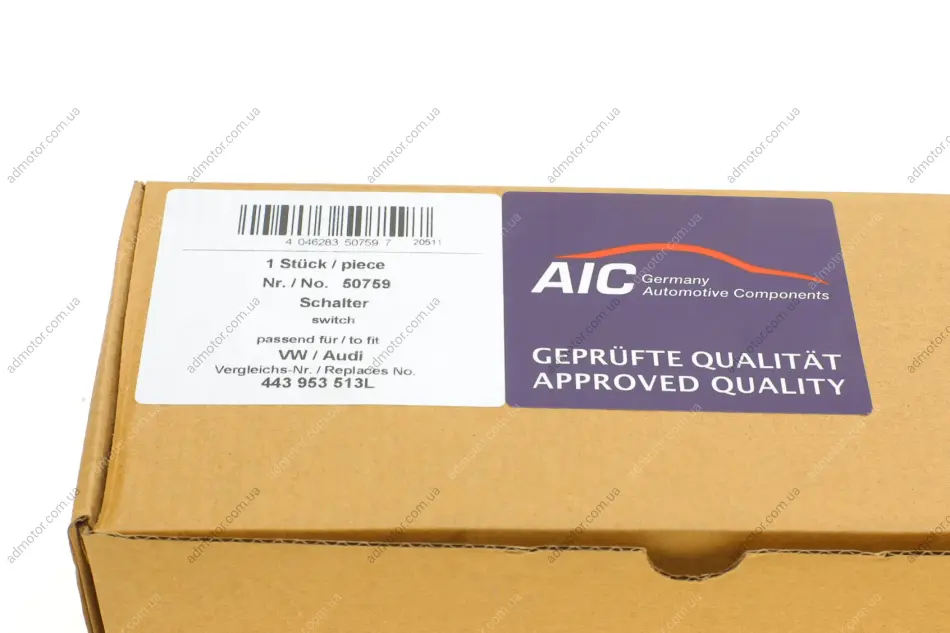 4 046283 50759 7 20511
1 Stück / piece
Nr. / No. 50759
Schalter
switch
passend für / to fit
VW / Audi
Vergleichs-Nr. / Replaces No.
443 953 513L
AIC Germany
Automotive Components
GEPRÜFTE QUALITÄT
APPROVED QUALITY
admotor.com.ua